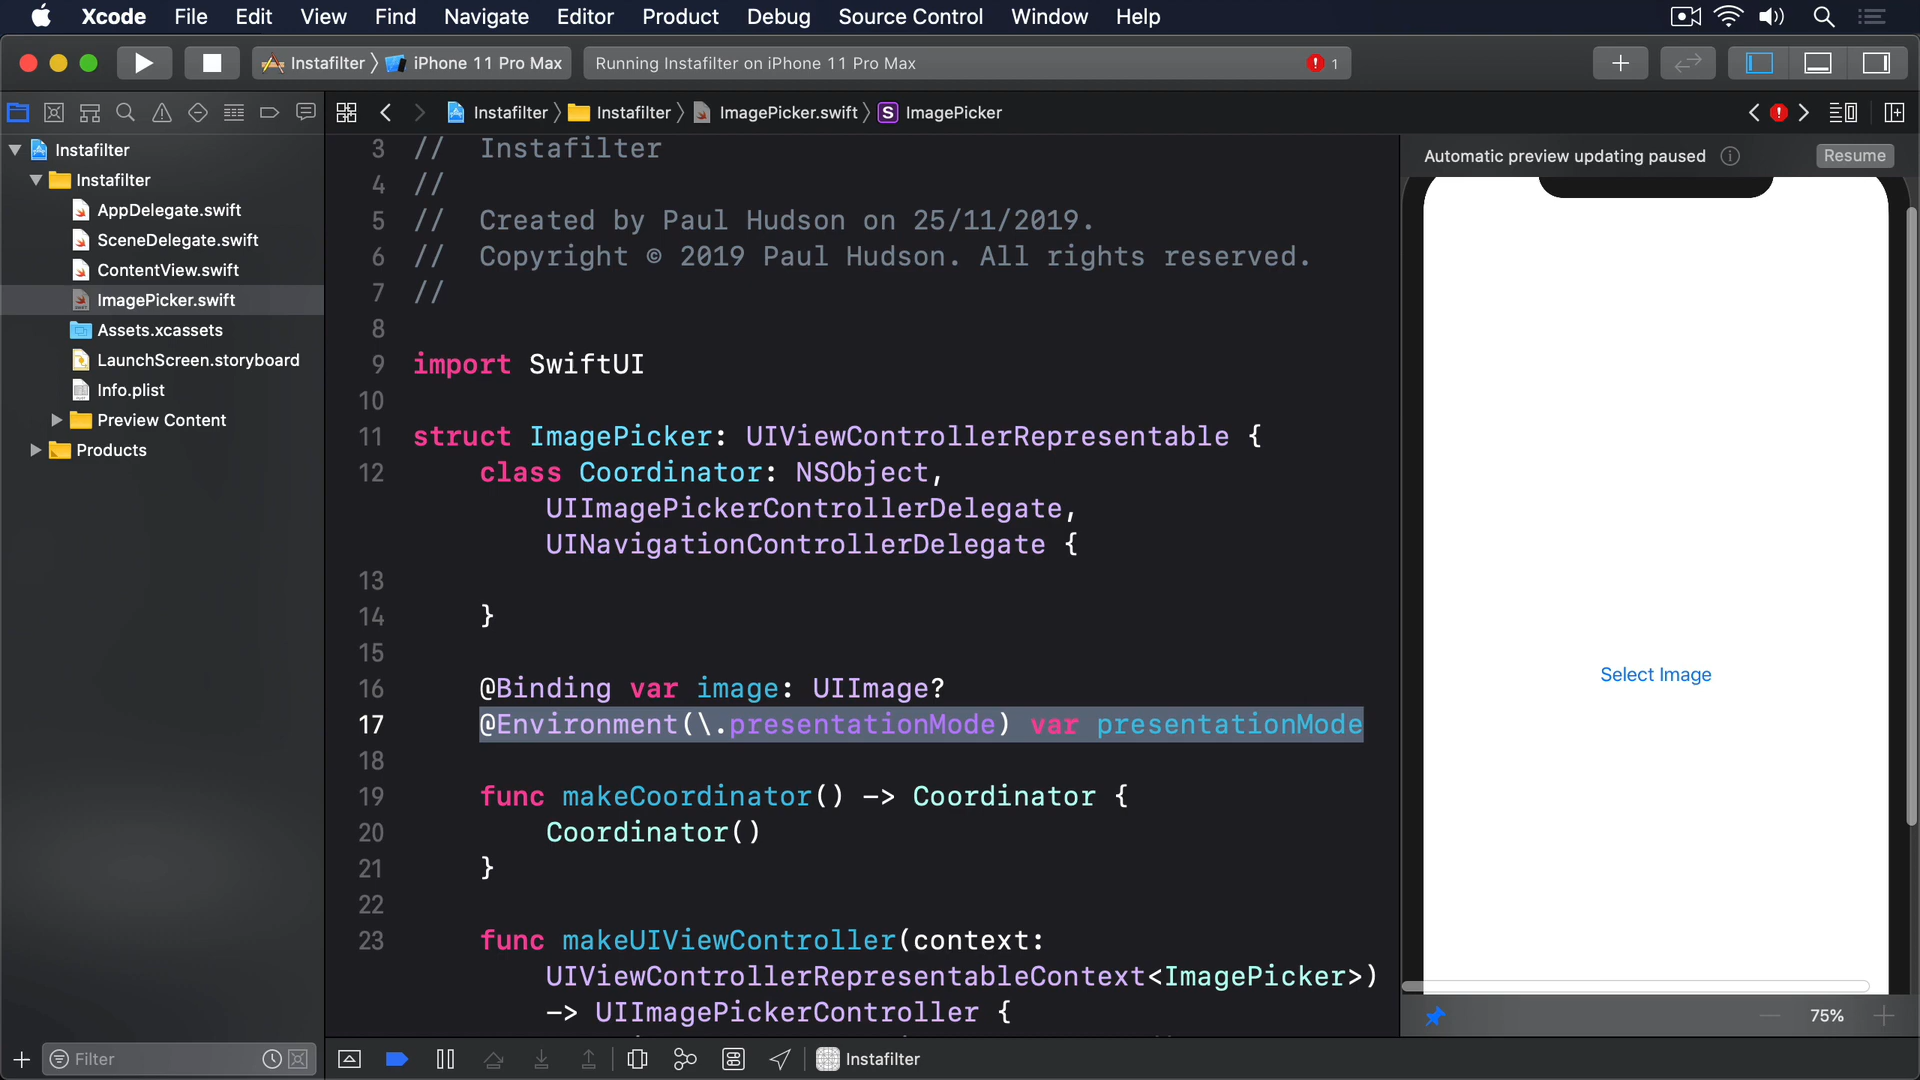 Xcode File Edit View Find Navigate Editor Product Debug Source Control Window Help
Instafilter iPhone 11 Pro Max Running Instafilter on iPhone 11 Pro Max 1
Instafilter Instafilter ImagePicker.swift S ImagePicker
Instafilter
Instafilter
AppDelegate.swift
SceneDelegate.swift
ContentView.swift
ImagePicker.swift
Assets.xcassets
LaunchScreen.storyboard
Info.plist
Preview Content
Products
3 // Instafilter
4 //
5 // Created by Paul Hudson on 25/11/2019.
6 // Copyright © 2019 Paul Hudson. All rights reserved.
7 //
8
9 import SwiftUI
10
11 struct ImagePicker: UIViewControllerRepresentable {
12 class Coordinator: NSObject,
UIImagePickerControllerDelegate,
UINavigationControllerDelegate {
13
14 }
15
16 @Binding var image: UIImage?
17 @Environment(\.presentationMode) var presentationMode
18
19 func makeCoordinator() -> Coordinator {
20 Coordinator()
21 }
22
23 func makeUIViewController(context:
UIViewControllerRepresentableContext<ImagePicker>)
-> UIImagePickerController {
Automatic preview updating paused Resume
Select Image
75%
Filter
Instafilter